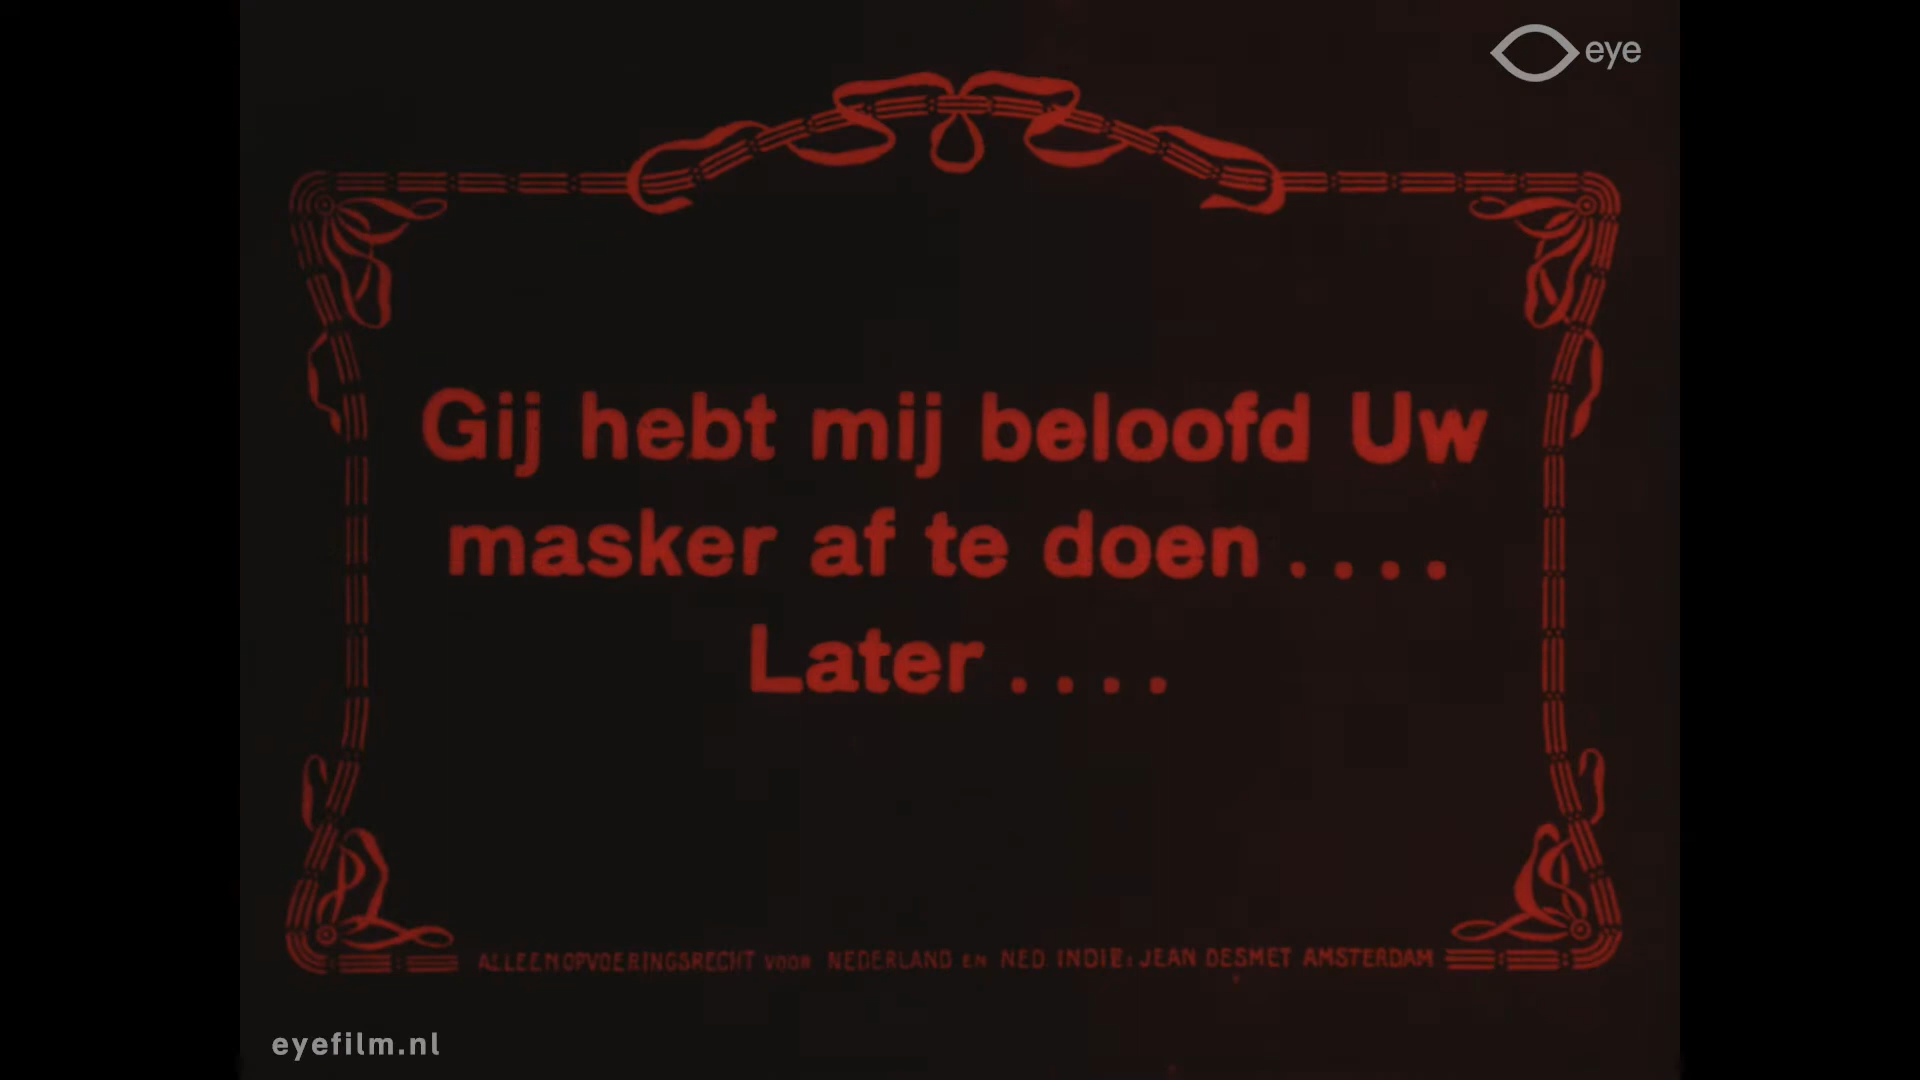 eye
Gij hebt mij beloofd Uw
masker af te doen....
Later....
ALLEENOPVOERINGSRECHT VOOR NEDERLAND EN NED. INDIË: JEAN DESMET AMSTERDAM
eyefilm.nl